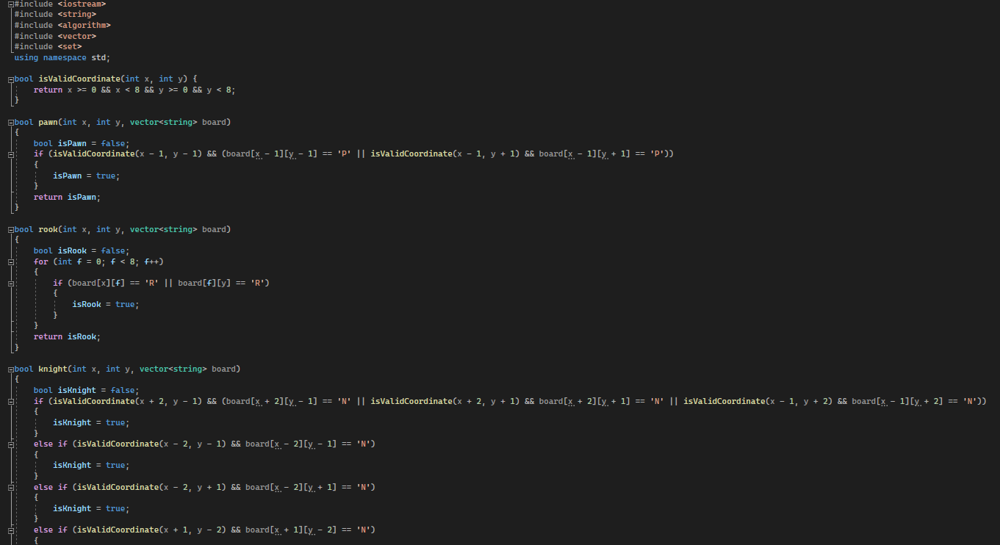 #include <iostream>
#include <string>
#include <algorithm>
#include <vector>
#include <set>
using namespace std;

bool isValidCoordinate(int x, int y) {
    return x >= 0 && x < 8 && y >= 0 && y < 8;
}

bool pawn(int x, int y, vector<string> board)
{
    bool isPawn = false;
    if (isValidCoordinate(x - 1, y - 1) && (board[x - 1][y - 1] == 'P' || isValidCoordinate(x - 1, y + 1) && board[x - 1][y + 1] == 'P'))
    {
        isPawn = true;
    }
    return isPawn;
}

bool rook(int x, int y, vector<string> board)
{
    bool isRook = false;
    for (int f = 0; f < 8; f++)
    {
        if (board[x][f] == 'R' || board[f][y] == 'R')
        {
            isRook = true;
        }
    }
    return isRook;
}

bool knight(int x, int y, vector<string> board)
{
    bool isKnight = false;
    if (isValidCoordinate(x + 2, y - 1) && (board[x + 2][y - 1] == 'N' || isValidCoordinate(x + 2, y + 1) && board[x + 2][y + 1] == 'N' || isValidCoordinate(x - 1, y + 2) && board[x - 1][y + 2] == 'N'))
    {
        isKnight = true;
    }
    else if (isValidCoordinate(x - 2, y - 1) && board[x - 2][y - 1] == 'N')
    {
        isKnight = true;
    }
    else if (isValidCoordinate(x - 2, y + 1) && board[x - 2][y + 1] == 'N')
    {
        isKnight = true;
    }
    else if (isValidCoordinate(x + 1, y - 2) && board[x + 1][y - 2] == 'N')
    {